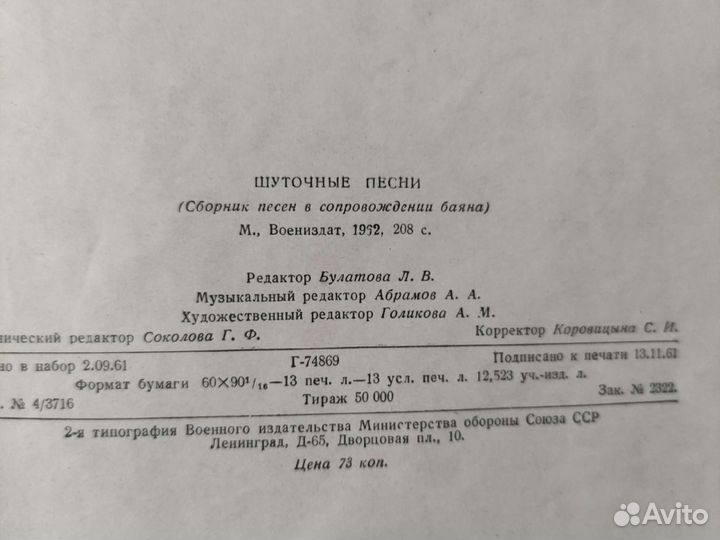 ШУТОЧНЫЕ ПЕСНИ
(Сборник песен в сопровождении баяна)
М., Воениздат, 1962, 208 с.
Редактор Булатова Л. В.
Музыкальный редактор Абрамов А. А.
Художественный редактор Голикова А. М.
нический редактор Соколова Г. Ф. Корректор Коровицына С. И.
но в набор 2.09.61 Г-74869 Подписано к печати 13.11.61
Формат бумаги 60×90¹/₁₆—13 печ. л.—13 усл. печ. л. 12,523 уч.-изд. л.
. № 4/3716 Тираж 50 000 Зак. № 2322.
2-я типография Военного издательства Министерства обороны Союза ССР
Ленинград, Д-65, Дворцовая пл., 10.
Цена 73 коп.
Avito